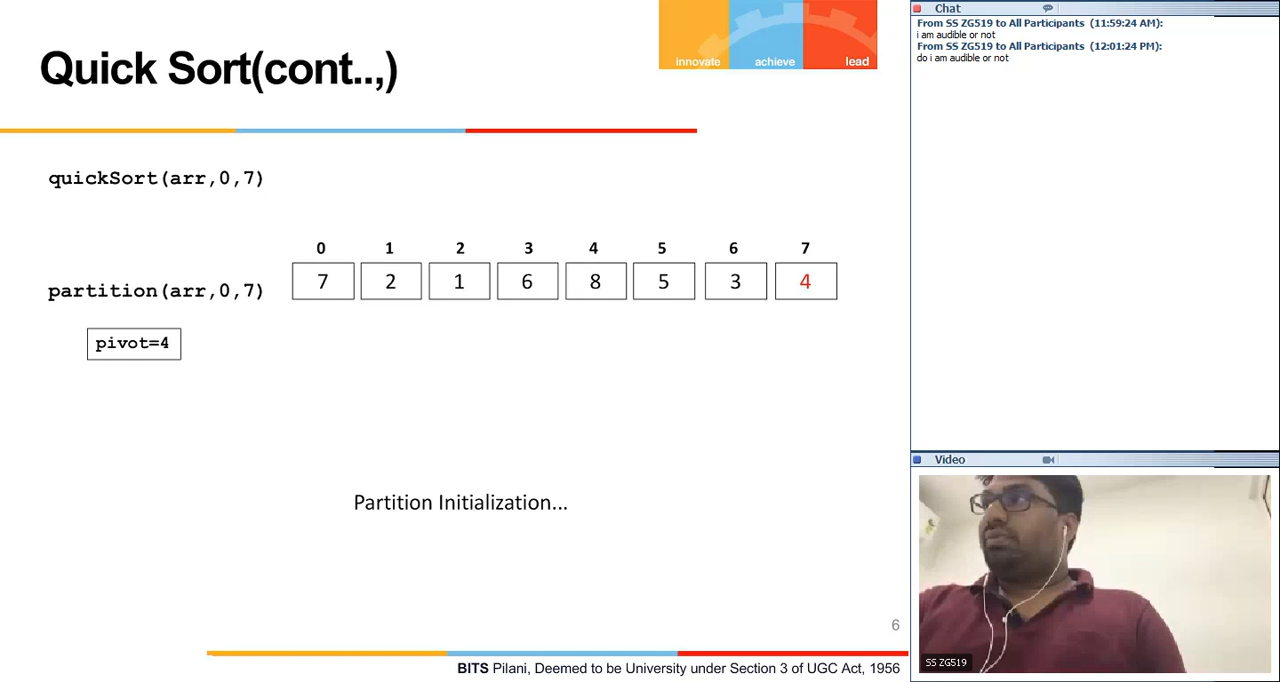 Quick Sort(cont..,)
innovate achieve lead
quickSort(arr,0,7)
0 1 2 3 4 5 6 7
partition(arr,0,7) 7 2 1 6 8 5 3 4
pivot=4
Partition Initialization...
6
BITS Pilani, Deemed to be University under Section 3 of UGC Act, 1956
Chat
From SS ZG519 to All Participants (11:59:24 AM):
i am audible or not
From SS ZG519 to All Participants (12:01:24 PM):
do i am audible or not
Video
SS ZG519